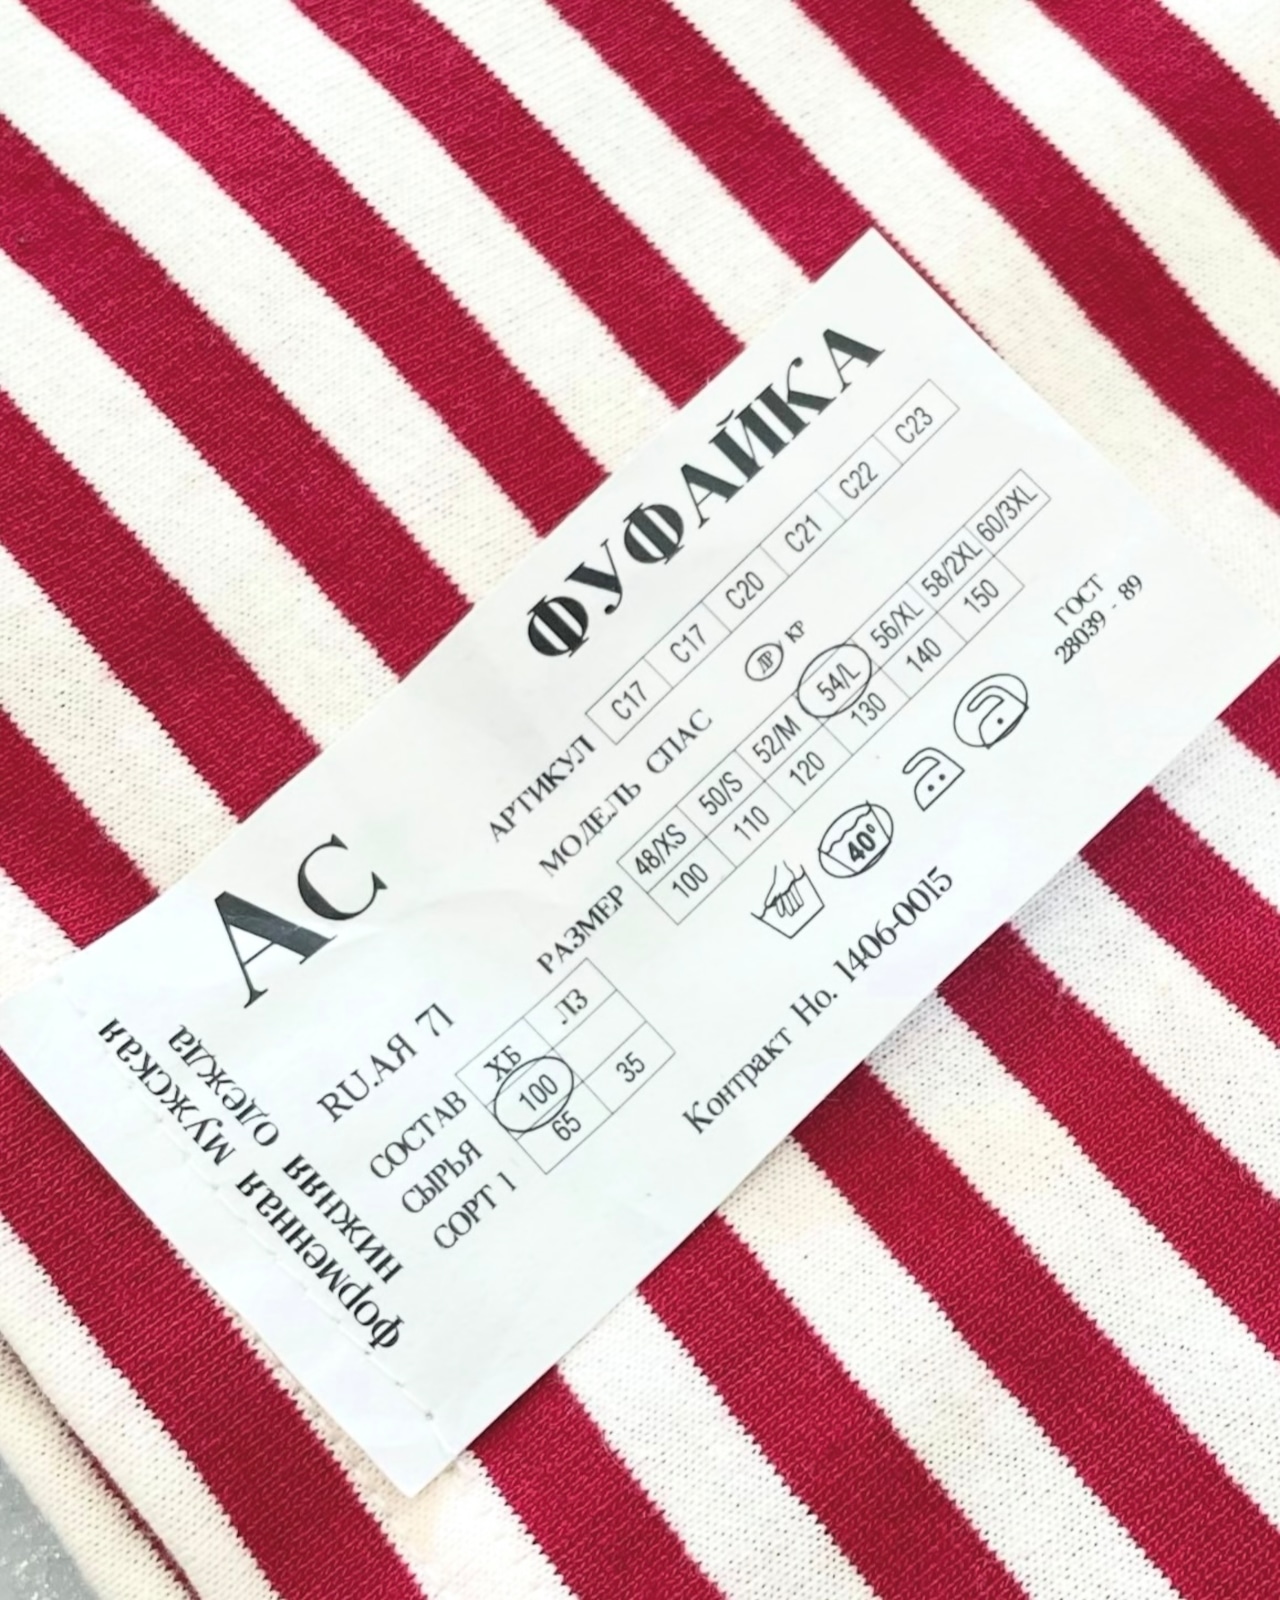 ФУФАЙКА
АРТИКУЛ С17 С17 С20 С21 С22 С23
МОДЕЛЬ СПАС ДР КР
РАЗМЕР 48/XS 50/S 52/M 54/L 56/XL 58/2XL 60/3XL
100 110 120 130 140 150
40°
ГОСТ
28039 - 89
Контракт Но. 1406-0015
АС
RU.АЯ 71
СОСТАВ ХБ ЛЗ
СЫРЬЯ 100
СОРТ 1 65 35
форменная мужская
нижняя одежда